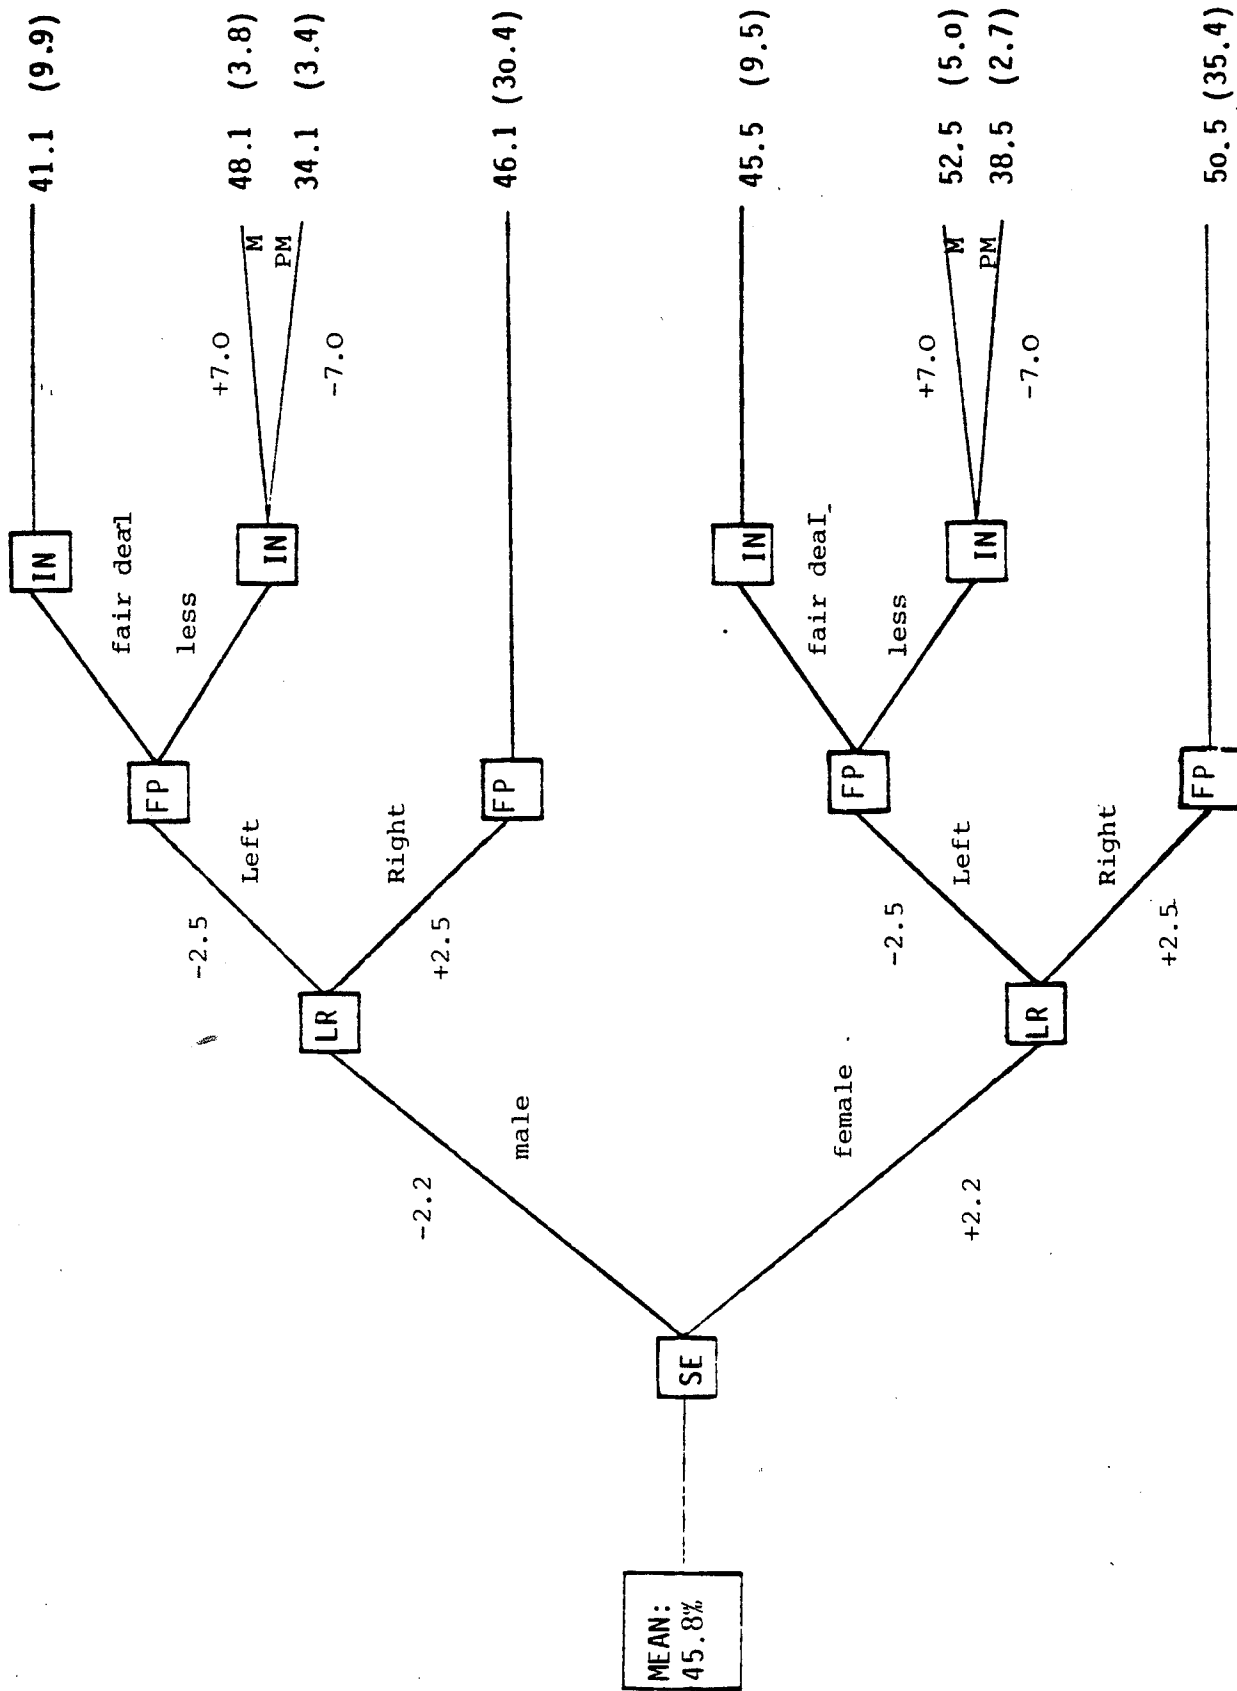 MEAN:
45.8%
SE
-2.2
male
female
+2.2
LR
-2.5
Left
Right
+2.5
LR
-2.5
Left
Right
+2.5
FP
fair deal
less
FP
FP
fair deal
less
FP
IN
IN
+7.0
M
PM
-7.0
IN
IN
+7.0
M
PM
-7.0
41.1 (9.9)
48.1 (3.8)
34.1 (3.4)
46.1 (30.4)
45.5 (9.5)
52.5 (5.0)
38.5 (2.7)
50.5 (35.4)